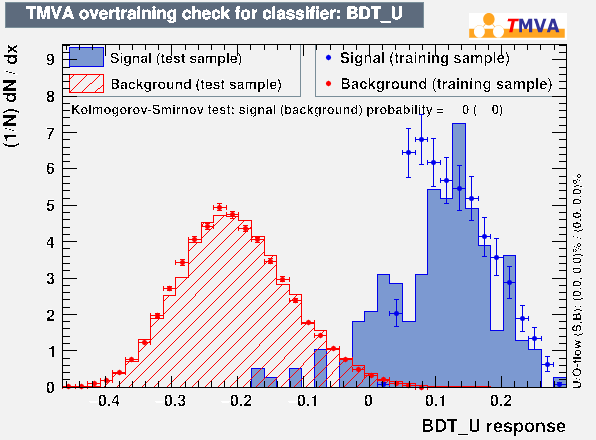 TMVA overtraining check for classifier: BDT_U
TMVA
Signal (test sample)
Background (test sample)
Signal (training sample)
Background (training sample)
Kolmogorov-Smirnov test: signal (background) probability = 0 ( 0)
(1/N) dN / dx
9
8
7
6
5
4
3
2
1
0
-0.4 -0.3 -0.2 -0.1 0 0.1 0.2
BDT_U response
U/O-flow (S,B): (0.0, 0.0)% / (0.0, 0.0)%